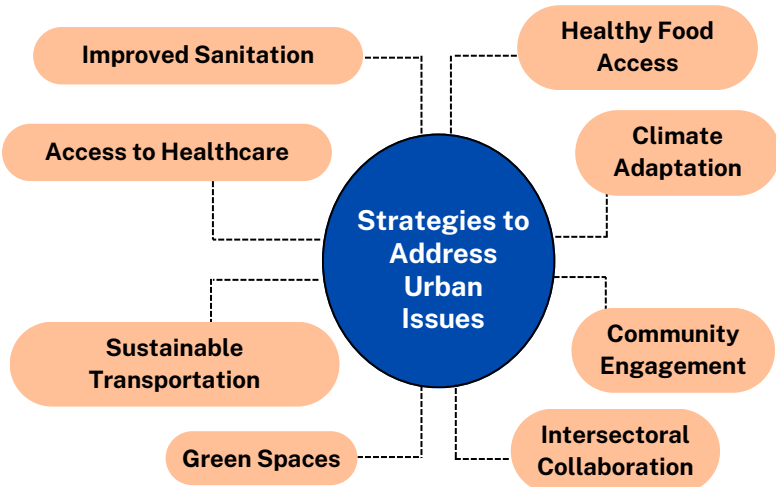 Improved Sanitation
Healthy Food
Access
Access to Healthcare
Climate
Adaptation
Strategies to
Address
Urban
Issues
Sustainable
Transportation
Community
Engagement
Green Spaces
Intersectoral
Collaboration